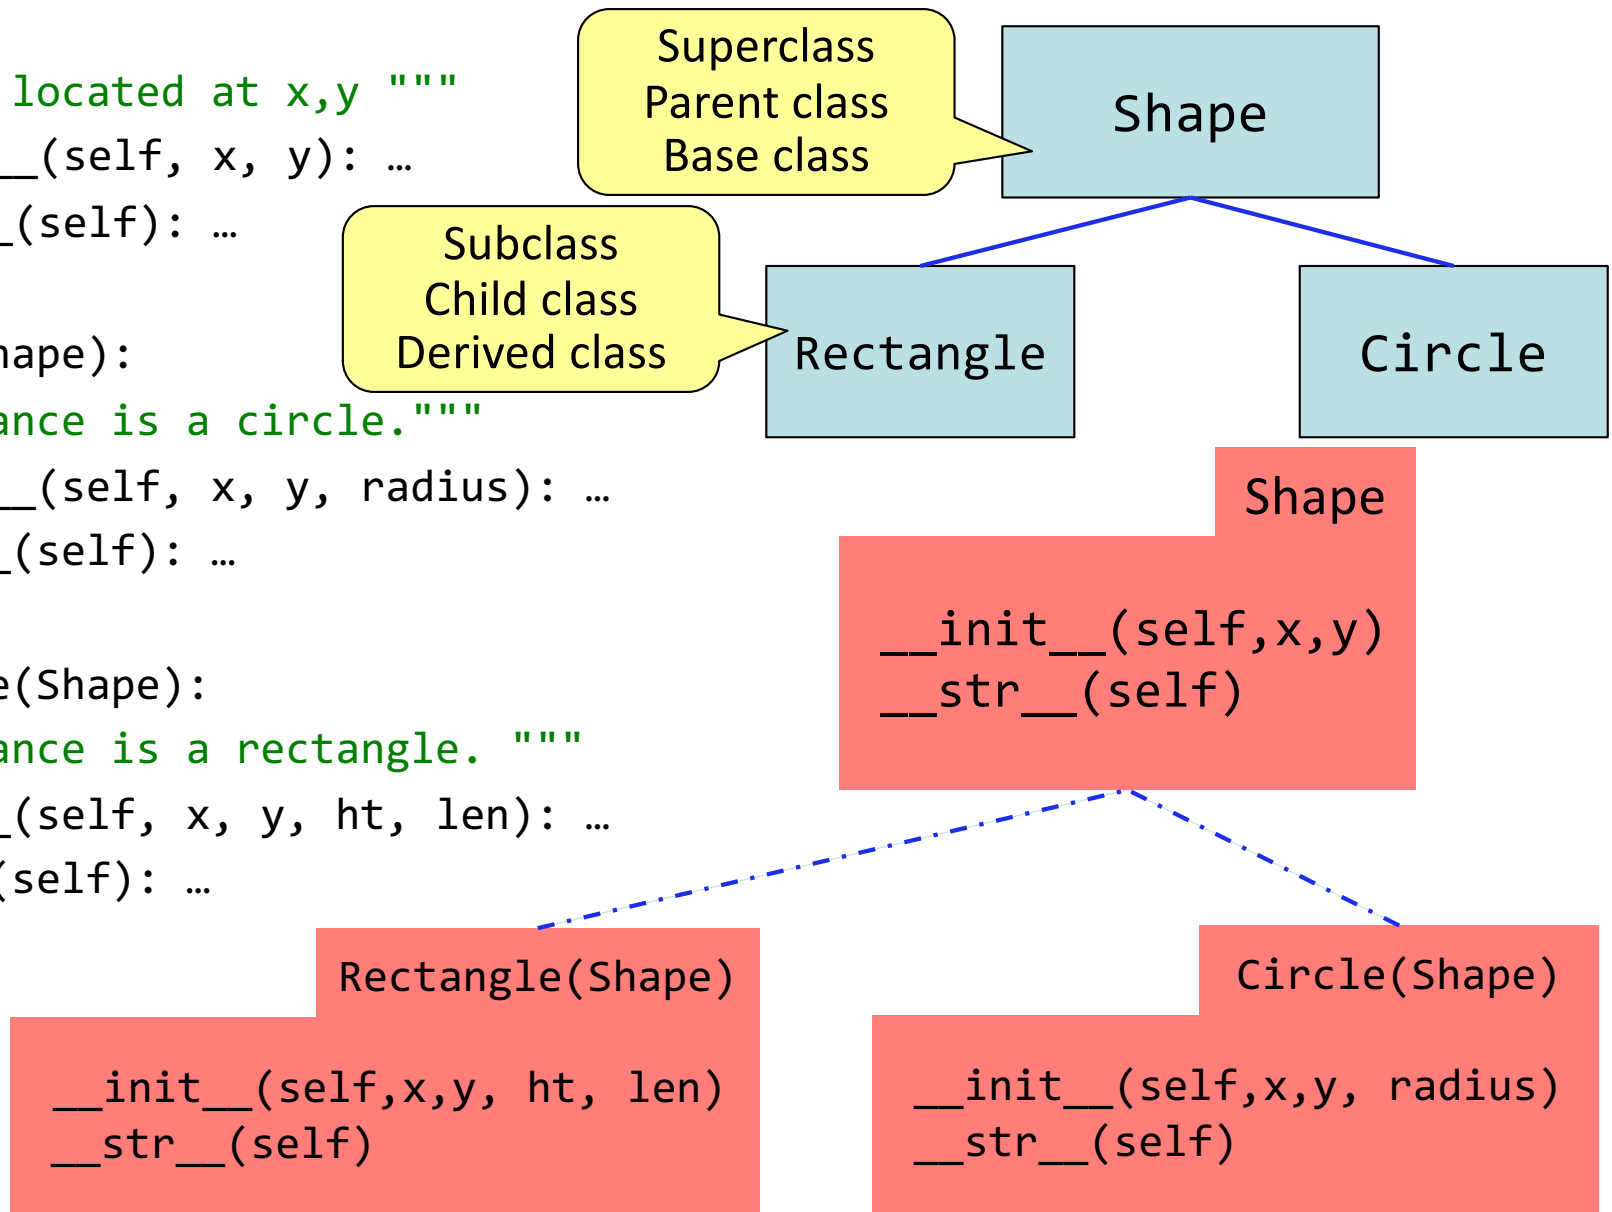 located at x,y """
__(self, x, y): …
_(self): …
hape):
ance is a circle."""
__(self, x, y, radius): …
_(self): …
e(Shape):
ance is a rectangle. """
_(self, x, y, ht, len): …
(self): …
Superclass
Parent class
Base class
Shape
Subclass
Child class
Derived class
Rectangle
Circle
Shape
__init__(self,x,y)
__str__(self)
Rectangle(Shape)
__init__(self,x,y, ht, len)
__str__(self)
Circle(Shape)
__init__(self,x,y, radius)
__str__(self)